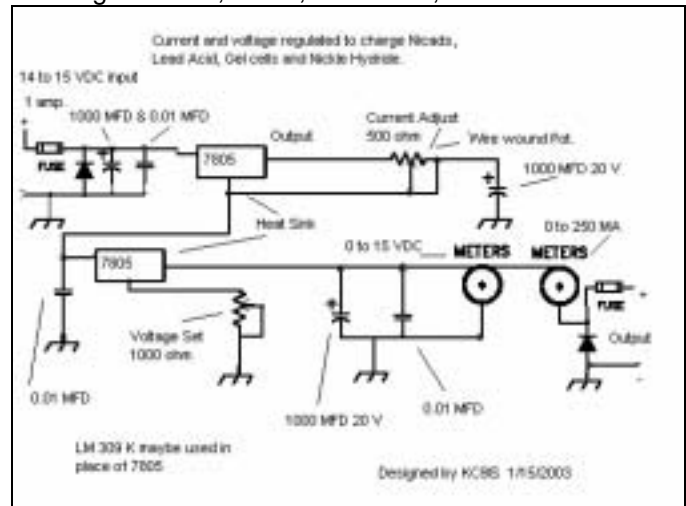 Current and voltage regulated to charge Nicads,
Lead Acid, Gel cells and Nickle Hydride.
14 to 15 VDC input
1 amp.
1000 MFD & 0.01 MFD
+
FUSE
+
7805
Output
Current Adjust
500 ohm
Wire wound Pot.
+
1000 MFD 20 V
Heat Sink
7805
0 to 15 VDC
METERS
METERS
0 to 250 MA
FUSE
+
Output
-
Voltage Set
1000 ohm
+
0.01 MFD
1000 MFD 20 V
0.01 MFD
LM 309 K maybe used in
place of 7805
Designed by 1/15/2003